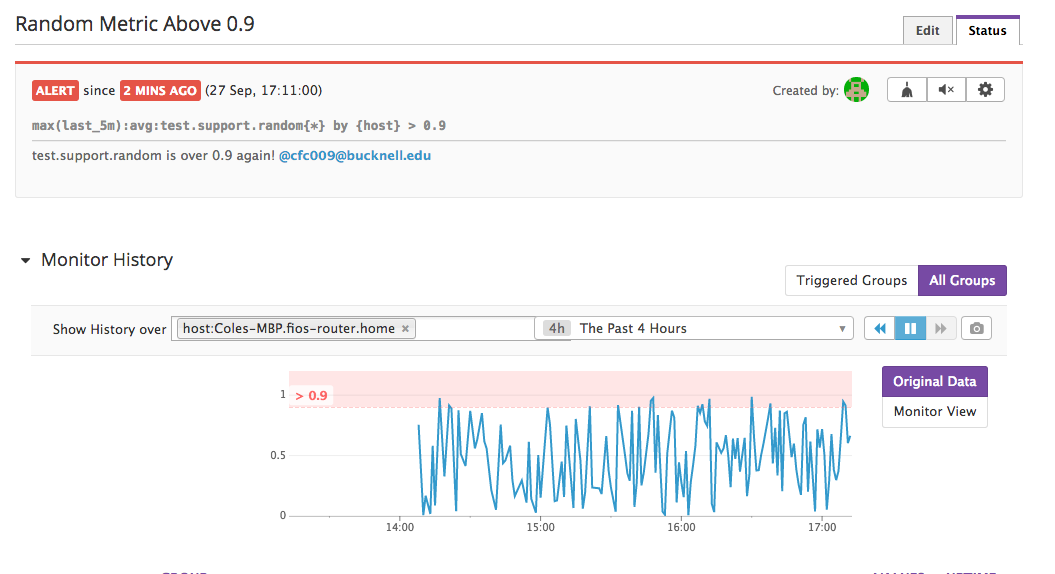 Random Metric Above 0.9
Edit
Status
ALERT since 2 MINS AGO (27 Sep, 17:11:00)
Created by:
max(last_5m):avg:test.support.random{*} by {host} > 0.9
test.support.random is over 0.9 again! @cfc009@bucknell.edu
Monitor History
Triggered Groups
All Groups
Show History over
host:Coles-MBP.fios-router.home ×
4h The Past 4 Hours
Original Data
Monitor View
1
> 0.9
0.5
0
14:00 15:00 16:00 17:00